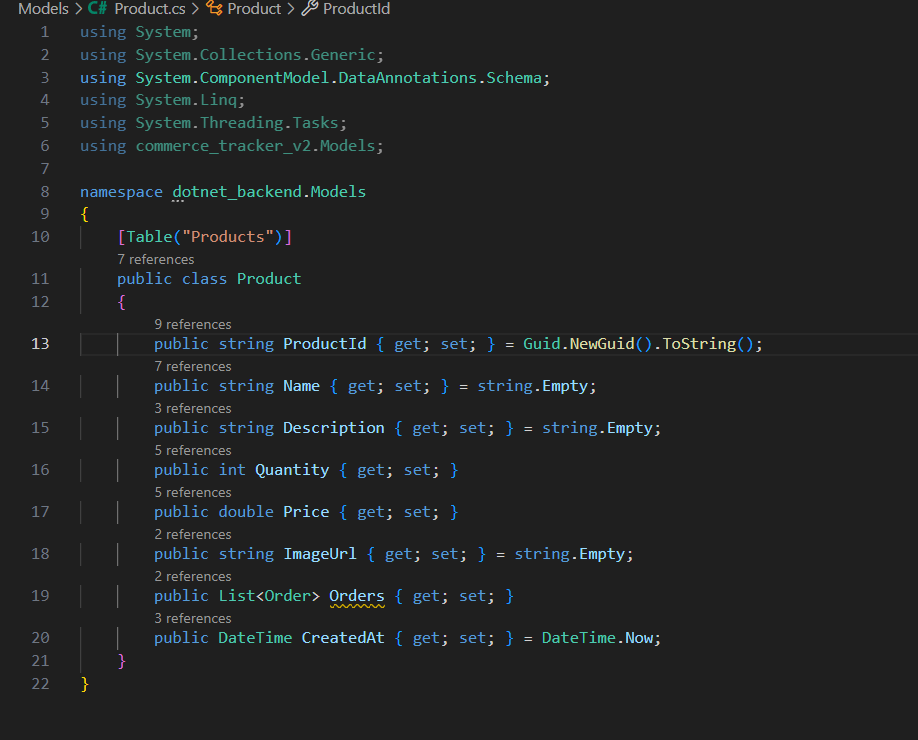 Models > C# Product.cs > Product > ProductId
1 using System;
2 using System.Collections.Generic;
3 using System.ComponentModel.DataAnnotations.Schema;
4 using System.Linq;
5 using System.Threading.Tasks;
6 using commerce_tracker_v2.Models;
7
8 namespace dotnet_backend.Models
9 {
10 [Table("Products")]
7 references
11 public class Product
12 {
9 references
13 public string ProductId { get; set; } = Guid.NewGuid().ToString();
7 references
14 public string Name { get; set; } = string.Empty;
3 references
15 public string Description { get; set; } = string.Empty;
5 references
16 public int Quantity { get; set; }
5 references
17 public double Price { get; set; }
2 references
18 public string ImageUrl { get; set; } = string.Empty;
2 references
19 public List<Order> Orders { get; set; }
3 references
20 public DateTime CreatedAt { get; set; } = DateTime.Now;
21 }
22 }